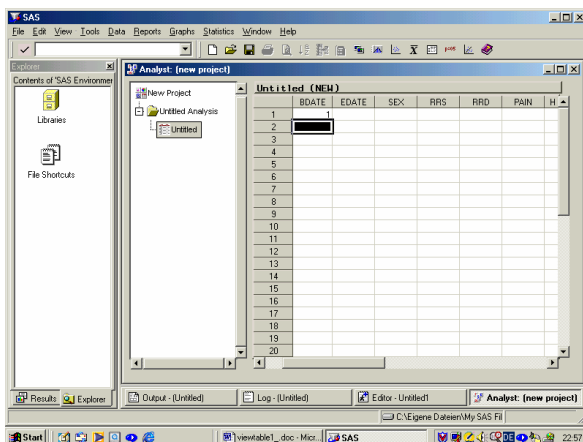 SAS
File Edit View Tools Data Reports Graphs Statistics Window Help
Explorer
Contents of 'SAS Environmer
Libraries
File Shortcuts
Analyst: (new project)
New Project
Untitled Analysis
Untitled
Untitled (NEW)
BDATE EDATE SEX RRS RRD PAIN H
1 1
2
3
4
5
6
7
8
9
10
11
12
13
14
15
16
17
18
19
20
Results Explorer
Output - (Untitled) Log - (Untitled) Editor - Untitled1 Analyst: (new project)
C:\Eigene Dateien\My SAS Fil
Start viewtable1_.doc - Micr... SAS DE 22:57